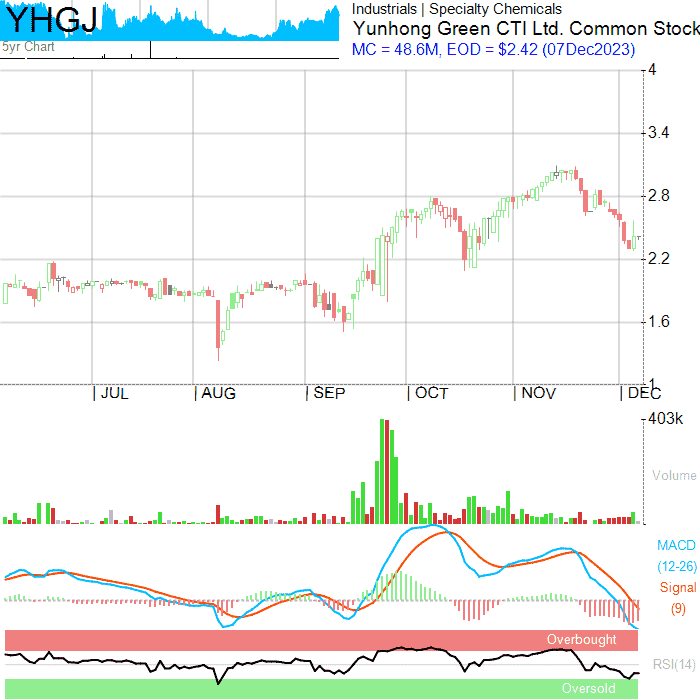 YHGJ
5yr Chart
Industrials | Specialty Chemicals
Yunhong Green CTI Ltd. Common Stock
MC = 48.6M, EOD = $2.42 (07Dec2023)
4
3.4
2.8
2.2
1.6
1
| JUL | AUG | SEP | OCT | NOV | DEC
403k
Volume
MACD
(12-26)
Signal
(9)
Overbought
RSI(14)
Oversold